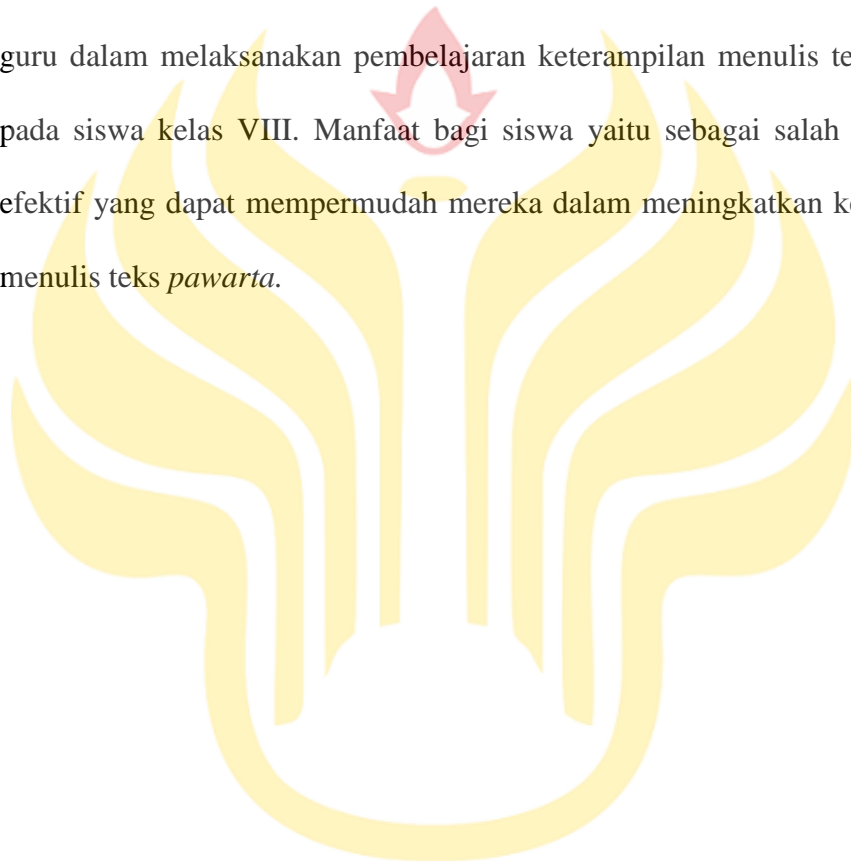 guru dalam melaksanakan pembelajaran keterampilan menulis
pada siswa kelas VIII. Manfaat bagi siswa yaitu sebagai salah
efektif yang dapat mempermudah mereka dalam meningkatkan
menulis teks pawarta.